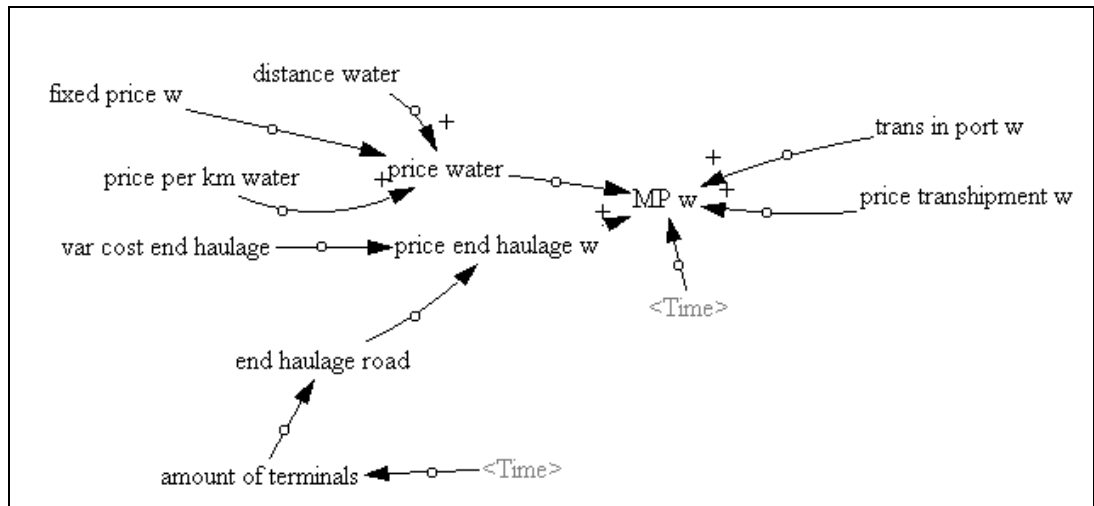 distance water
fixed price w
+
trans in port w
+
price water
price per km water
+
+
MP w
price transhipment w
+
var cost end haulage
price end haulage w
<Time>
end haulage road
amount of terminals
<Time>